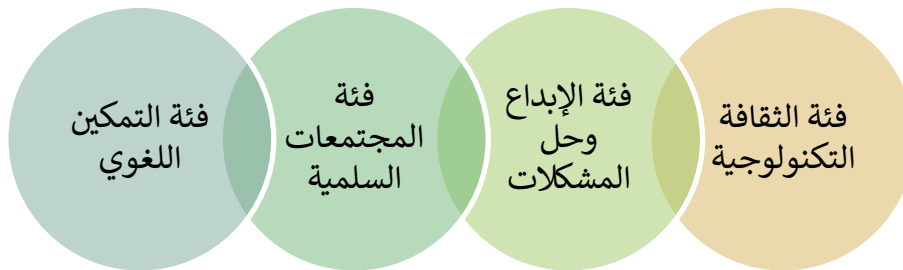 فئة الثقافة
التكنولوجية
فئة الإبداع
وحل
المشكلات
فئة
المجتمعات
السلمية
فئة التمكين
اللغوي